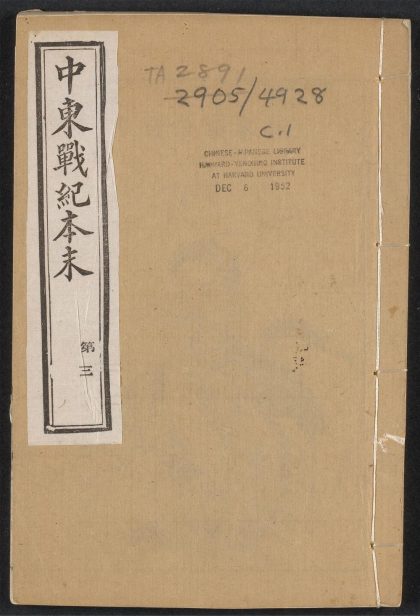 中東戰紀本末
第三
TA 2891
2905/4928
C.1
CHINESE-JAPANESE LIBRARY
HARVARD-YENCHING INSTITUTE
AT HARVARD UNIVERSITY
DEC 6 1952